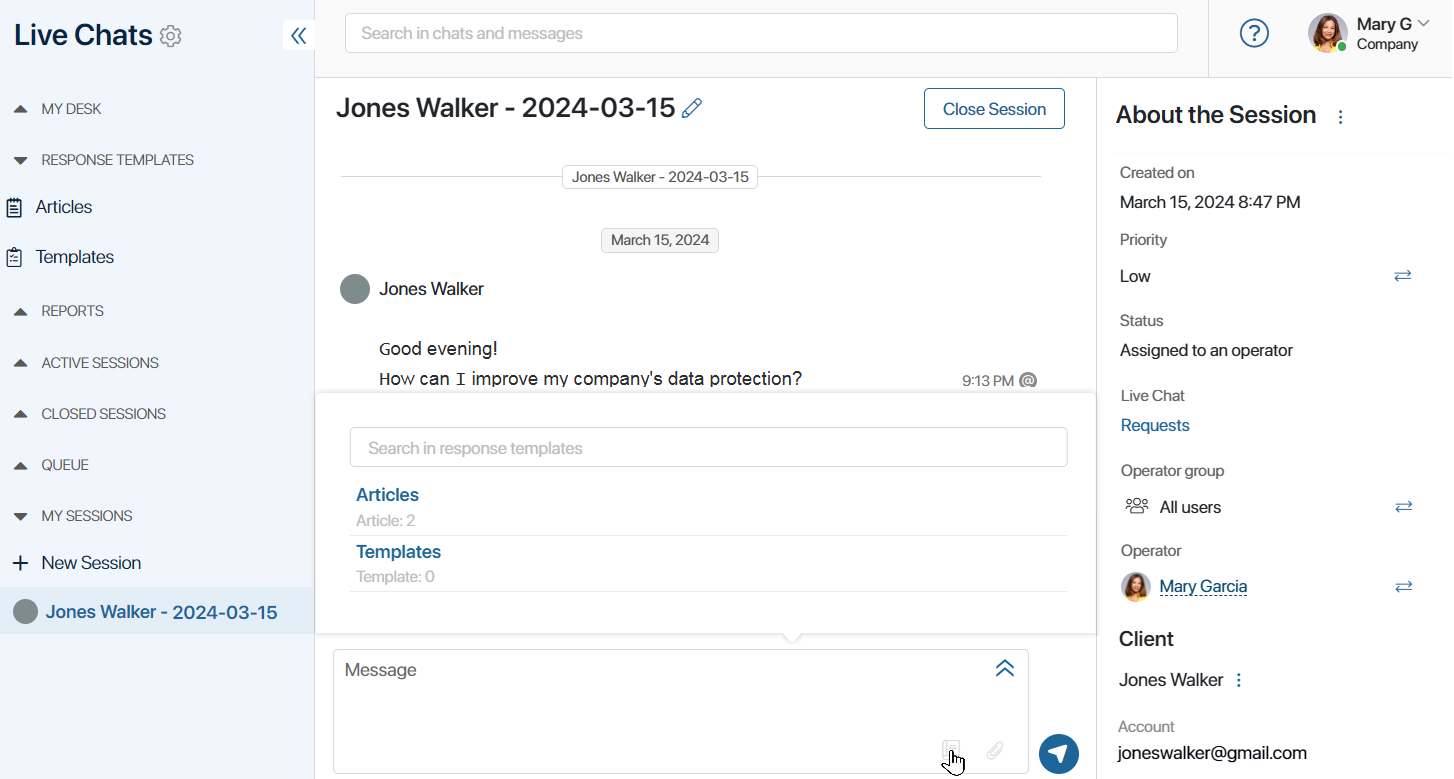 Live Chats
MY DESK
RESPONSE TEMPLATES
Articles
Templates
REPORTS
ACTIVE SESSIONS
CLOSED SESSIONS
QUEUE
MY SESSIONS
New Session
Jones Walker - 2024-03-15
Search in chats and messages
?
Mary G
Company
Jones Walker - 2024-03-15
Close Session
Jones Walker - 2024-03-15
March 15, 2024
Jones Walker
Good evening!
How can I improve my company's data protection?
9:13 PM @
Search in response templates
Articles
Article: 2
Templates
Template: 0
Message
About the Session
Created on
March 15, 2024 8:47 PM
Priority
Low
Status
Assigned to an operator
Live Chat
Requests
Operator group
All users
Operator
Mary Garcia
Client
Jones Walker
Account
joneswalker@gmail.com